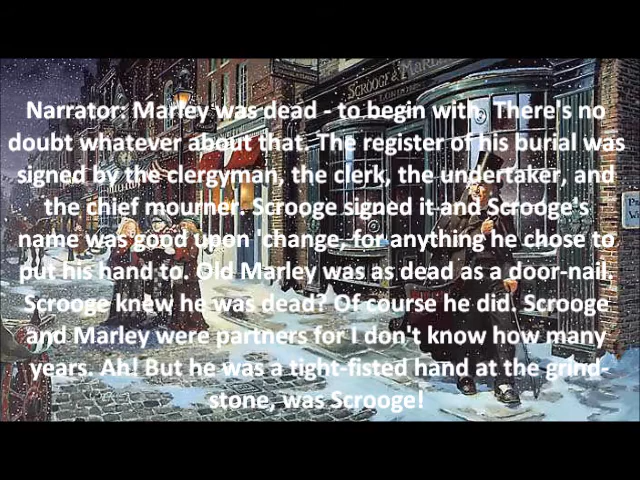 SCROOGE & MARLEY
Narrator: Marley was dead - to begin with. There's no
doubt whatever about that. The register of his burial was
signed by the clergyman, the clerk, the undertaker, and
the chief mourner. Scrooge signed it and Scrooge's
name was good upon 'change, for anything he chose to
put his hand to. Old Marley was as dead as a door-nail.
Scrooge knew he was dead? Of course he did. Scrooge
and Marley were partners for I don't know how many
years. Ah! But he was a tight-fisted hand at the grind-
stone, was Scrooge!